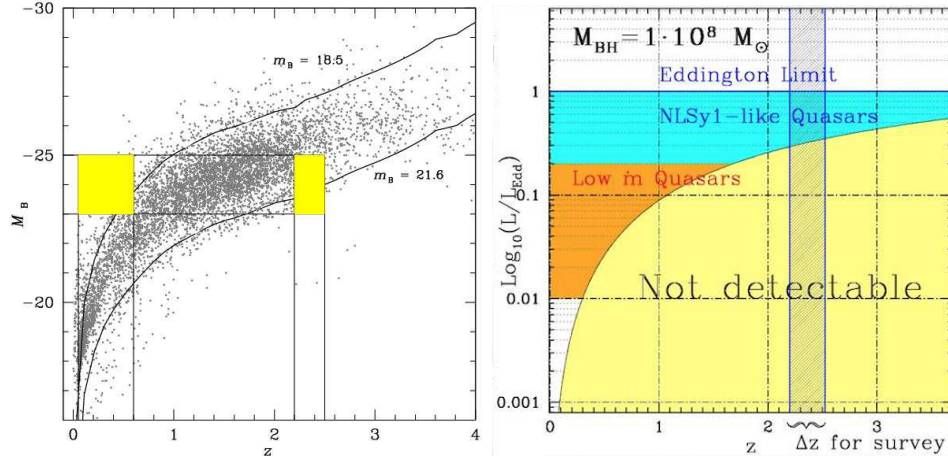 -30
-25
-20
M_B
m_B = 18.5
m_B = 21.6
0 1 2 3 4
z
M_BH=1·10^8 M_⊙
Eddington Limit
NLSy1-like Quasars
Low ṁ Quasars
Not detectable
Log_10(L/L_Edd)
1
0.1
0.01
0.001
0 1 2 3
z
Δz for survey